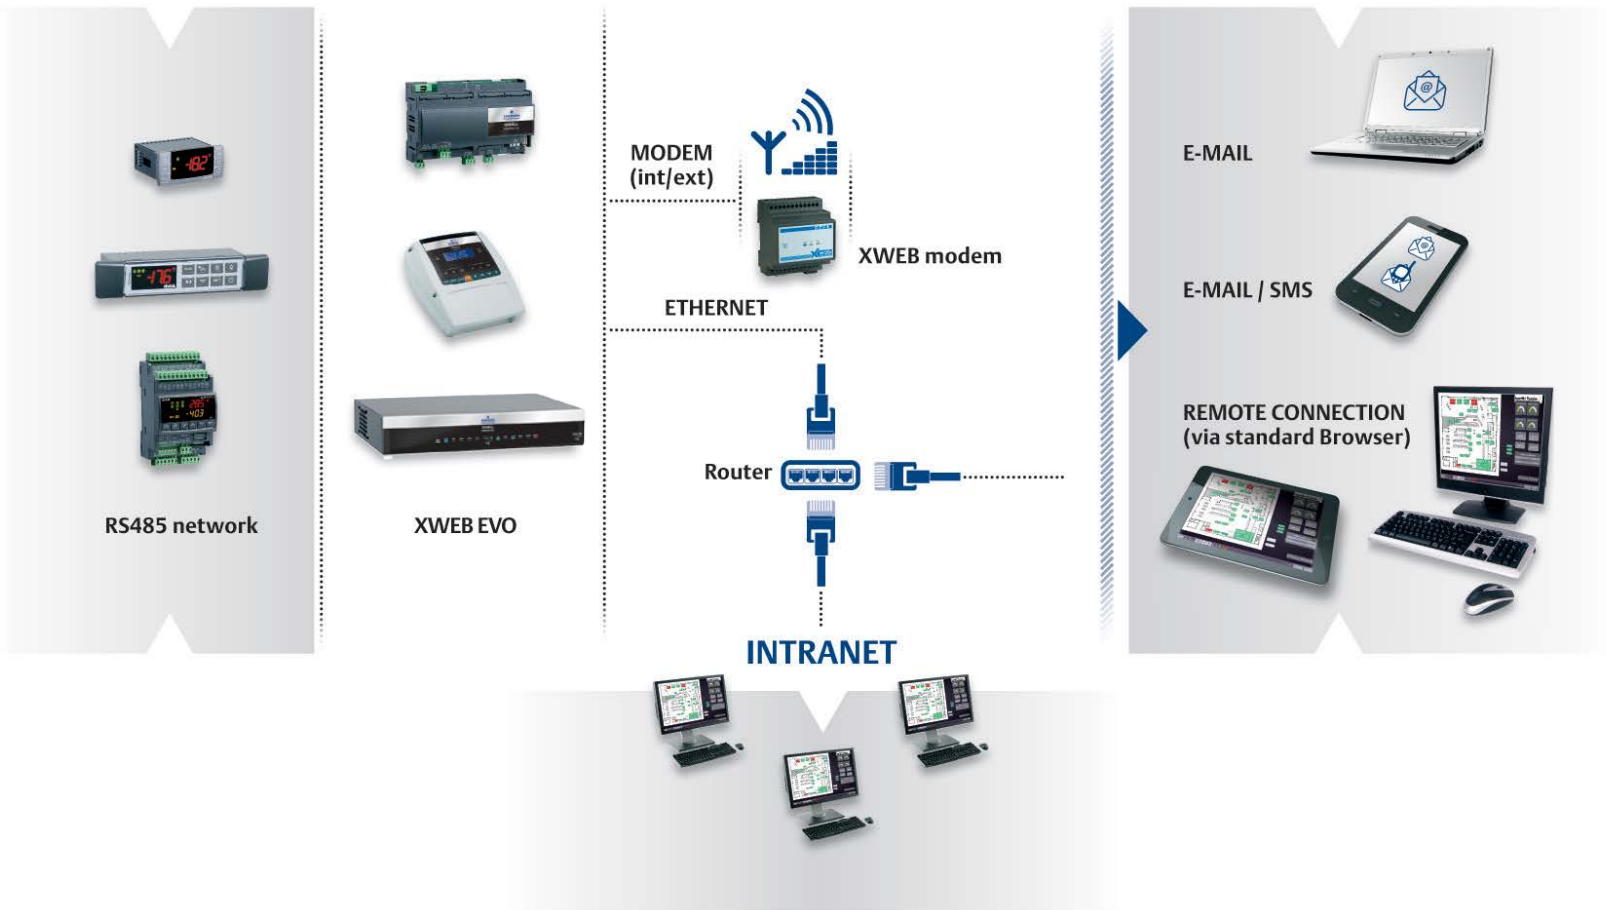 MODEM
(int/ext)
XWEB modem
ETHERNET
Router
INTRANET
RS485 network
XWEB EVO
E-MAIL
E-MAIL / SMS
REMOTE CONNECTION
(via standard Browser)